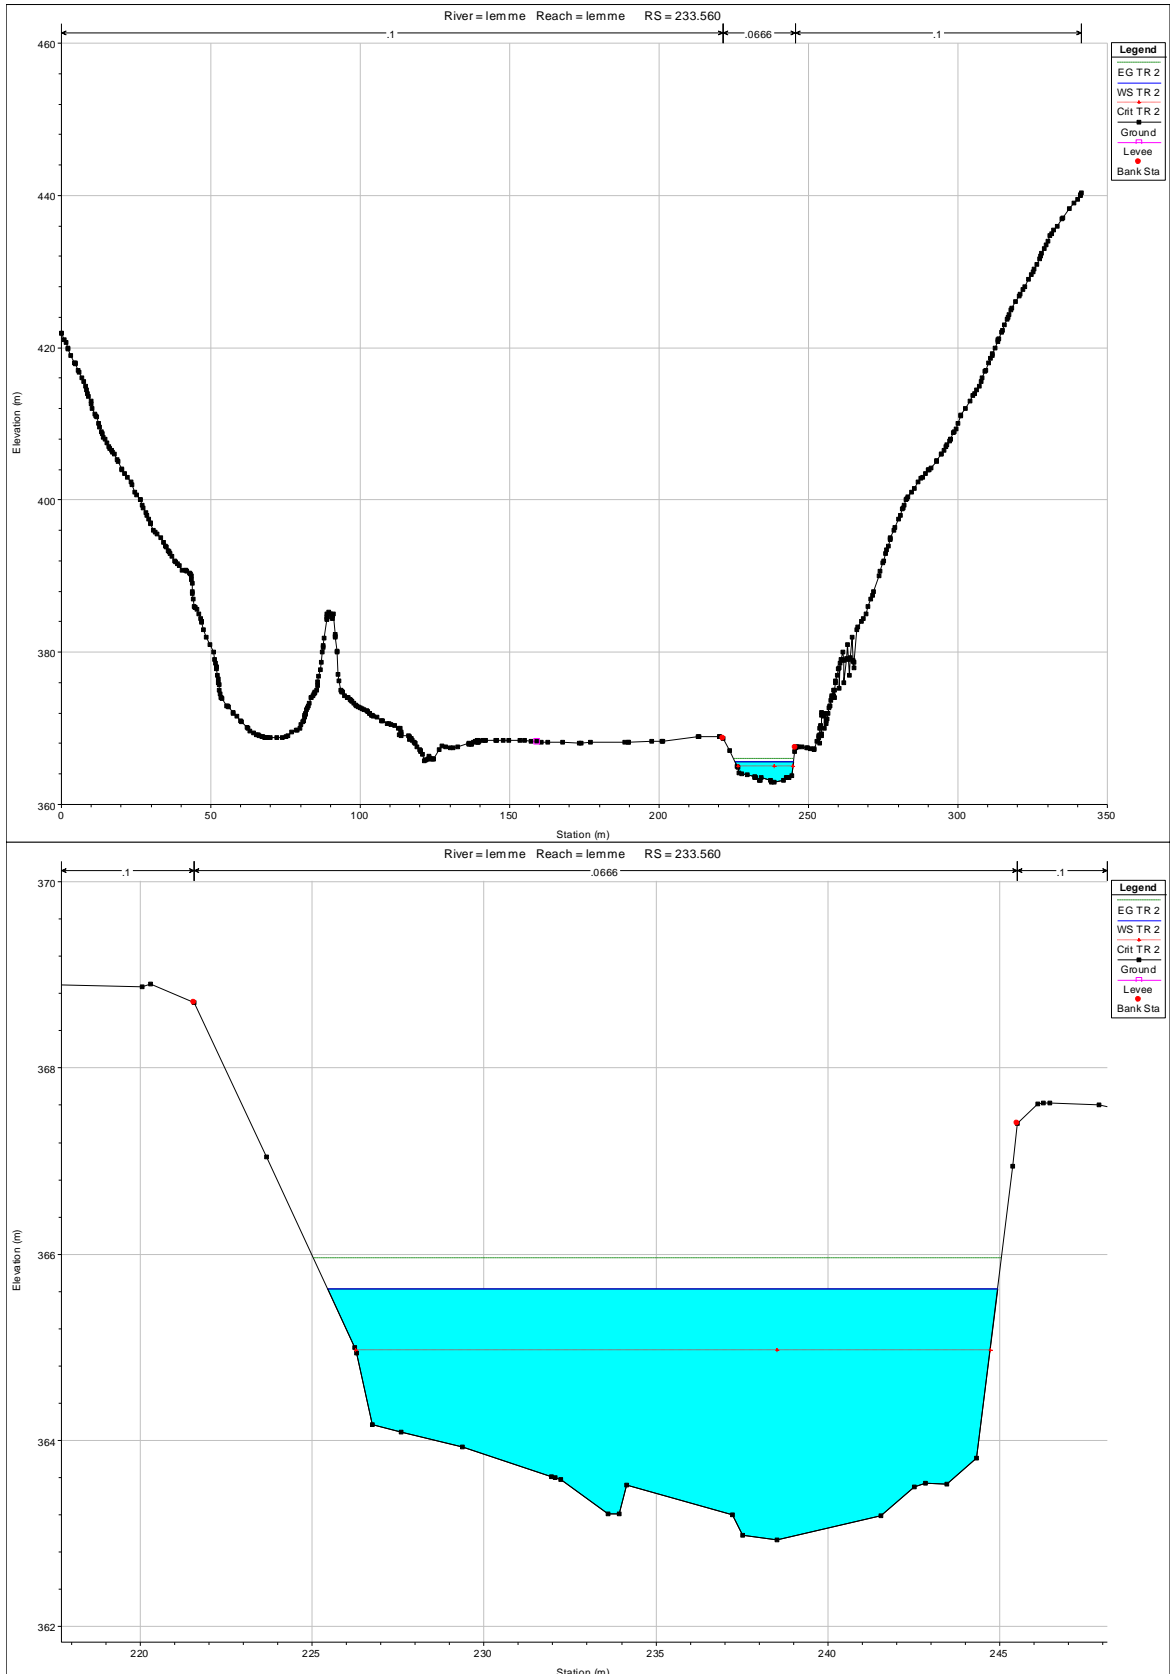 River = lemme Reach = lemme RS = 233.560
.1 .0666 .1
460
440
420
400
380
360
Elevation (m)
0 50 100 150 200 250 300 350
Station (m)
Legend
EG TR 2
WS TR 2
Crit TR 2
Ground
Levee
Bank Sta
River = lemme Reach = lemme RS = 233.560
.1 .0666 .1
370
368
366
364
362
Elevation (m)
220 225 230 235 240 245
Station (m)
Legend
EG TR 2
WS TR 2
Crit TR 2
Ground
Levee
Bank Sta